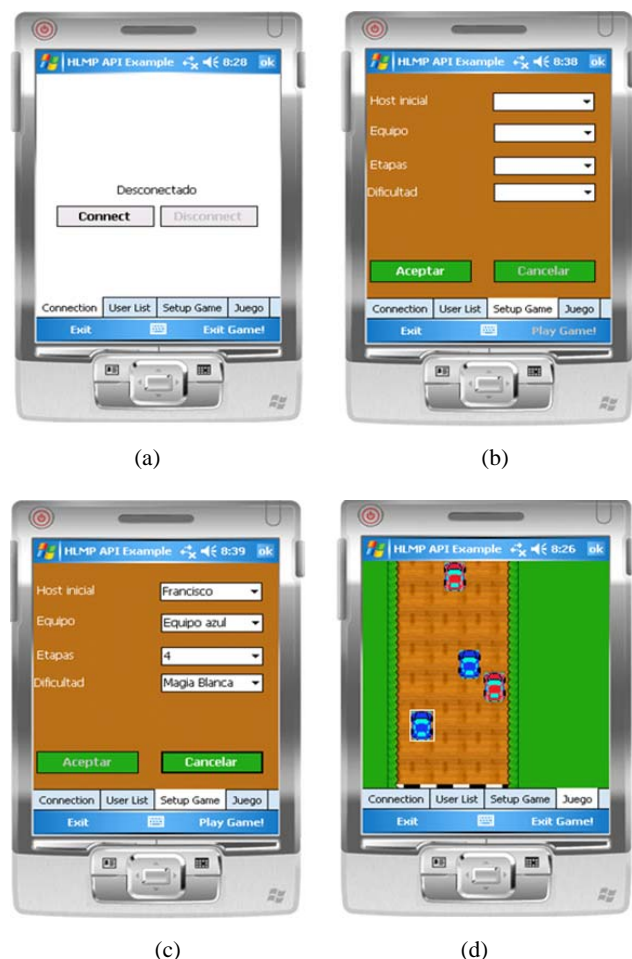 HLMP API Example 8:28 ok
Desconectado
Connect Disconnect
Connection User List Setup Game Juego
Exit Exit Game!
(a)
HLMP API Example 8:38 ok
Host inicial
Equipo
Etapas
Dificultad
Aceptar Cancelar
Connection User List Setup Game Juego
Exit Play Game!
(b)
HLMP API Example 8:39 ok
Host inicial Francisco
Equipo Equipo azul
Etapas 4
Dificultad Magia Blanca
Aceptar Cancelar
Connection User List Setup Game Juego
Exit Play Game!
(c)
HLMP API Example 8:26 ok
Connection User List Setup Game Juego
Exit Exit Game!
(d)